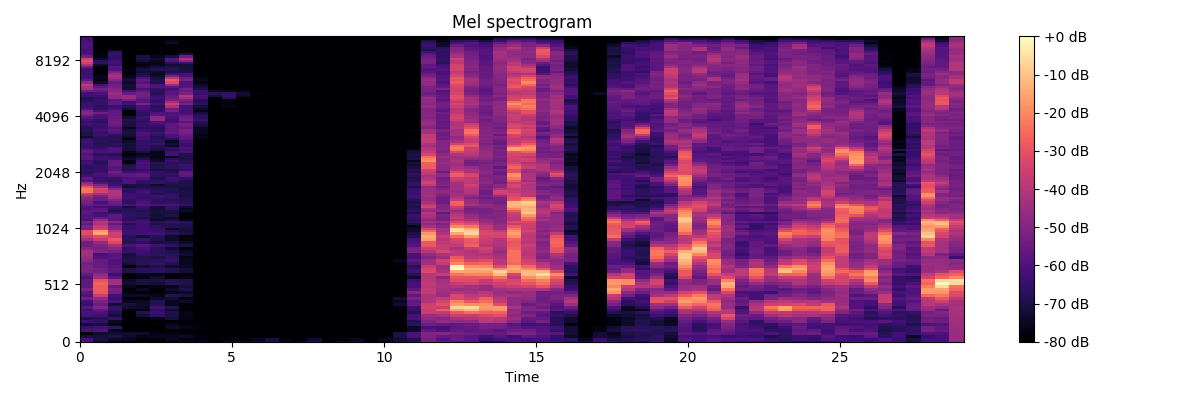 Mel spectrogram
Hz
8192
4096
2048
1024
512
0
0 5 10 15 20 25
Time
+0 dB
-10 dB
-20 dB
-30 dB
-40 dB
-50 dB
-60 dB
-70 dB
-80 dB